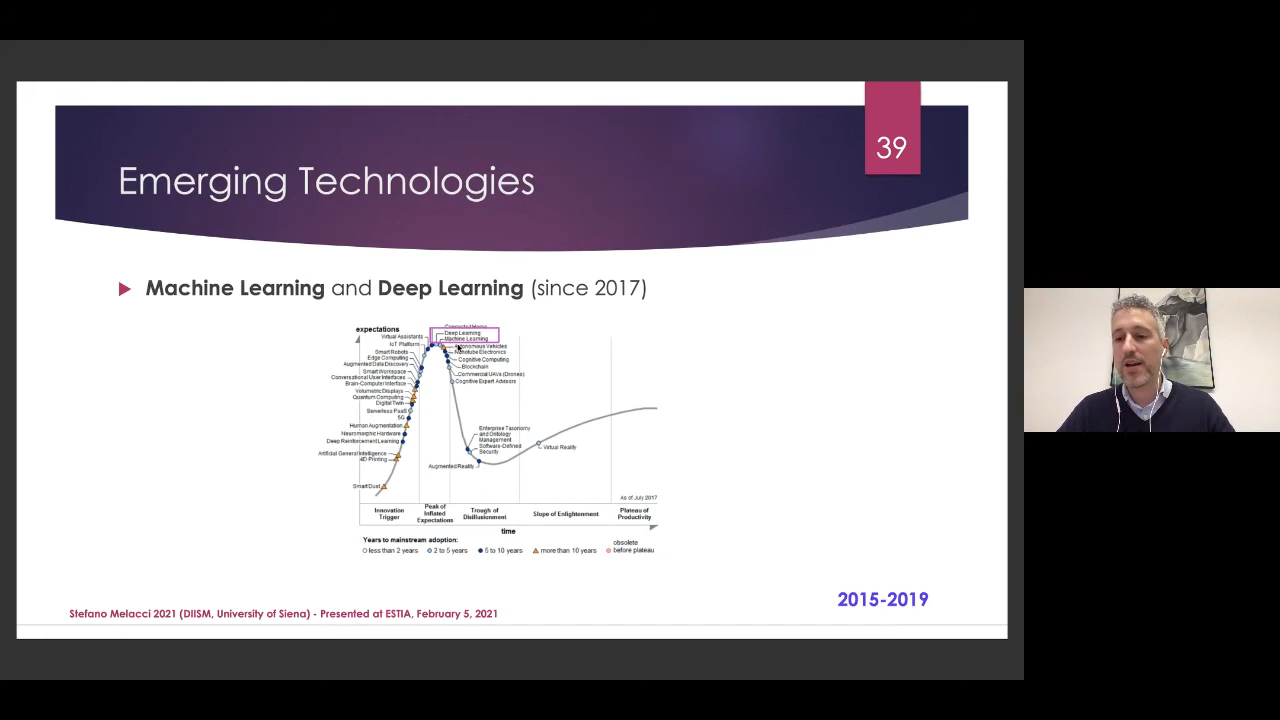 39
Emerging Technologies
Machine Learning and Deep Learning (since 2017)
expectations
Connected Home
Virtual Assistants
Deep Learning
IoT Platform
Machine Learning
Smart Robots
Autonomous Vehicles
Edge Computing
Nanotube Electronics
Augmented Data Discovery
Cognitive Computing
Smart Workspace
Blockchain
Conversational User Interfaces
Commercial UAVs (Drones)
Brain-Computer Interface
Cognitive Expert Advisors
Volumetric Displays
Quantum Computing
Digital Twin
Serverless PaaS
5G
Human Augmentation
Neuromorphic Hardware
Deep Reinforcement Learning
Artificial General Intelligence
4D Printing
Smart Dust
Enterprise Taxonomy
and Ontology
Management
Software-Defined
Security
Augmented Reality
Virtual Reality
As of July 2017
Innovation
Trigger
Peak of
Inflated
Expectations
Trough of
Disillusionment
Slope of Enlightenment
Plateau of
Productivity
time
Years to mainstream adoption:
less than 2 years
2 to 5 years
5 to 10 years
more than 10 years
obsolete
before plateau
2015-2019
Stefano Melacci 2021 (DIISM, University of Siena) - Presented at ESTIA, February 5, 2021